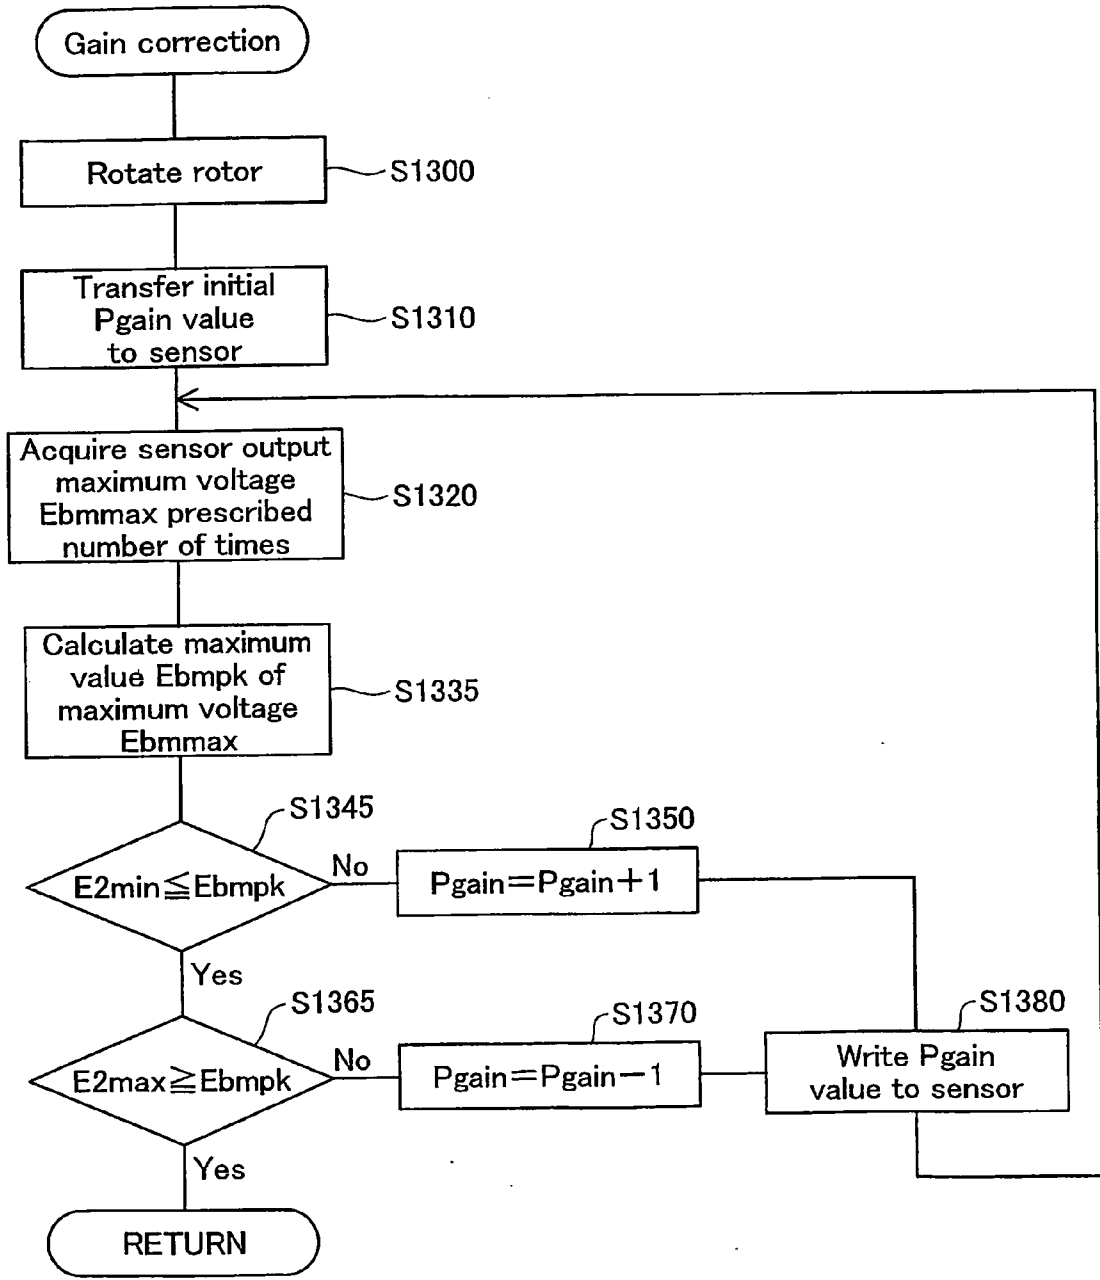 Gain correction
Rotate rotor
S1300
Transfer initial
Pgain value
to sensor
S1310
Acquire sensor output
maximum voltage
Ebmmax prescribed
number of times
S1320
Calculate maximum
value Ebmpk of
maximum voltage
Ebmmax
S1335
S1345
E2min≦Ebmpk
No
S1350
Pgain=Pgain+1
Yes
S1365
E2max≧Ebmpk
No
S1370
Pgain=Pgain−1
S1380
Write Pgain
value to sensor
Yes
RETURN